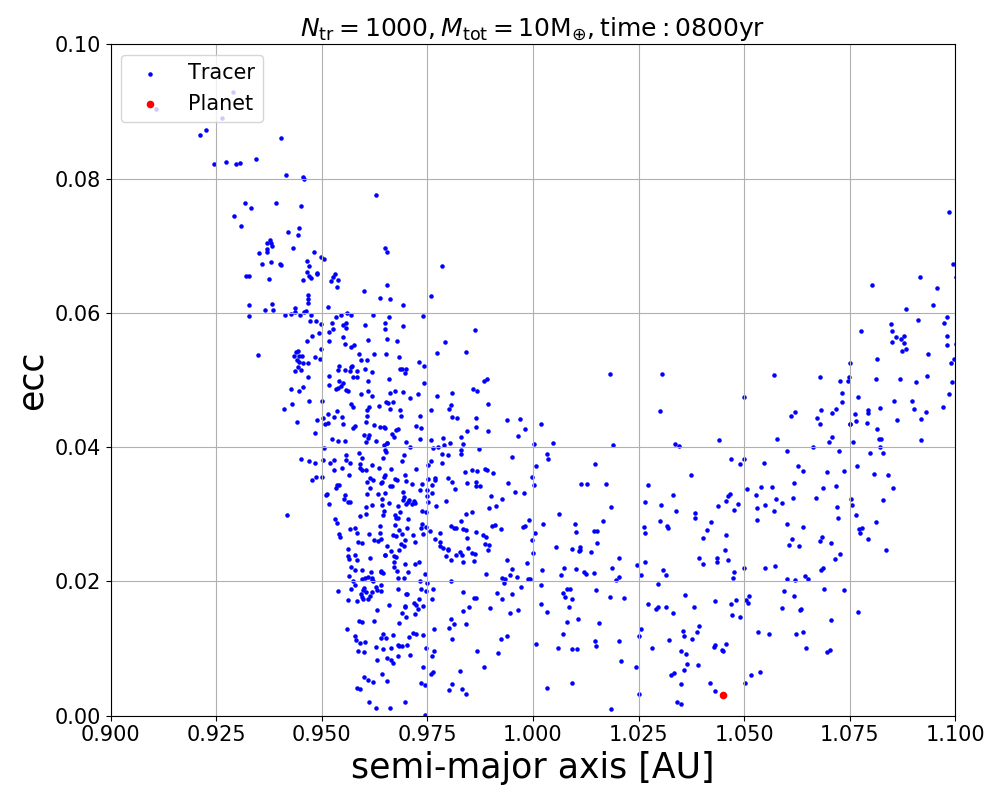 N_tr = 1000, M_tot = 10M_⊕, time : 0800yr
Tracer
Planet
0.10
0.08
0.06
0.04
0.02
0.00
ecc
0.900 0.925 0.950 0.975 1.000 1.025 1.050 1.075 1.100
semi-major axis [AU]